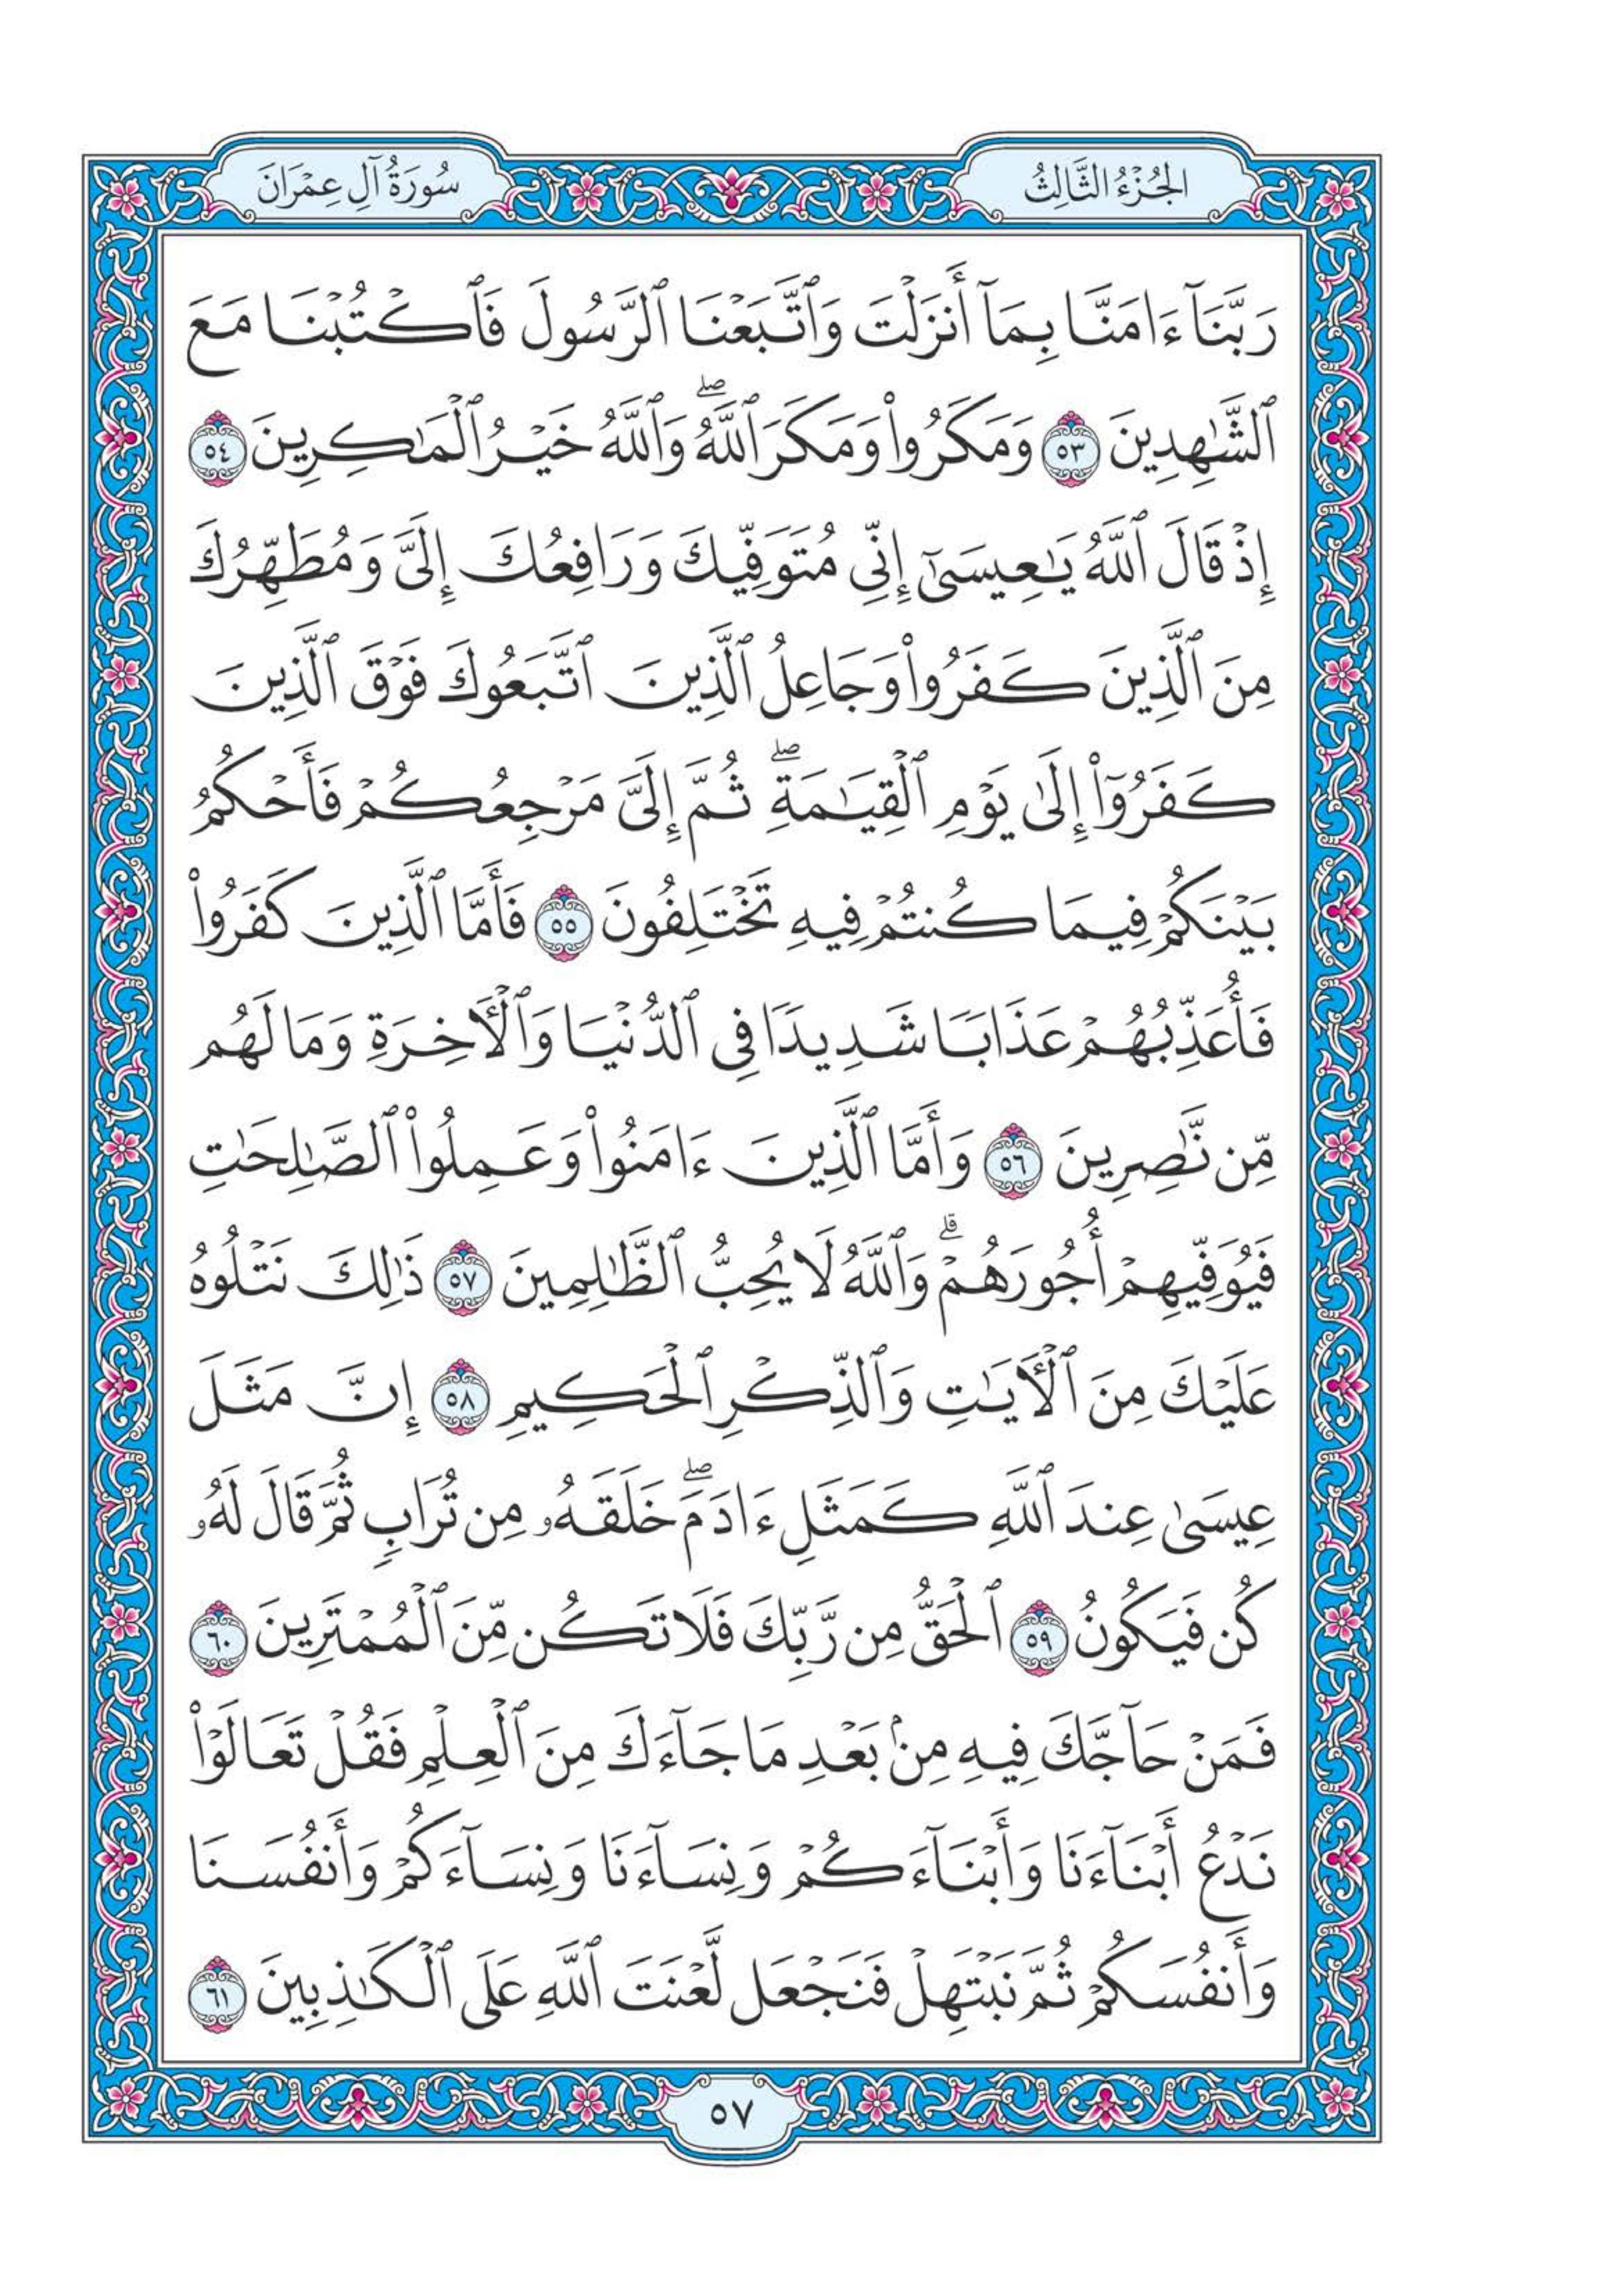 الجُزْءُ الثَّالِثُ
سُورَةُ آلِ عِمْرَانَ
رَبَّنَآ ءَامَنَّا بِمَآ أَنزَلْتَ وَٱتَّبَعْنَا ٱلرَّسُولَ فَٱكْتُبْنَا مَعَ
ٱلشَّٰهِدِينَ ٥٣ وَمَكَرُوا۟ وَمَكَرَ ٱللَّهُۖ وَٱللَّهُ خَيْرُ ٱلْمَٰكِرِينَ ٥٤
إِذْ قَالَ ٱللَّهُ يَٰعِيسَىٰٓ إِنِّى مُتَوَفِّيكَ وَرَافِعُكَ إِلَىَّ وَمُطَهِّرُكَ
مِنَ ٱلَّذِينَ كَفَرُوا۟ وَجَاعِلُ ٱلَّذِينَ ٱتَّبَعُوكَ فَوْقَ ٱلَّذِينَ
كَفَرُوٓا۟ إِلَىٰ يَوْمِ ٱلْقِيَٰمَةِۖ ثُمَّ إِلَىَّ مَرْجِعُكُمْ فَأَحْكُمُ
بَيْنَكُمْ فِيمَا كُنتُمْ فِيهِ تَخْتَلِفُونَ ٥٥ فَأَمَّا ٱلَّذِينَ كَفَرُوا۟
فَأُعَذِّبُهُمْ عَذَابًا شَدِيدًا فِى ٱلدُّنْيَا وَٱلْأَخِرَةِ وَمَا لَهُم
مِّن نَّٰصِرِينَ ٥٦ وَأَمَّا ٱلَّذِينَ ءَامَنُوا۟ وَعَمِلُوا۟ ٱلصَّٰلِحَٰتِ
فَيُوَفِّيهِمْ أُجُورَهُمْۗ وَٱللَّهُ لَا يُحِبُّ ٱلظَّٰلِمِينَ ٥٧ ذَٰلِكَ نَتْلُوهُ
عَلَيْكَ مِنَ ٱلْأَيَٰتِ وَٱلذِّكْرِ ٱلْحَكِيمِ ٥٨ إِنَّ مَثَلَ
عِيسَىٰ عِندَ ٱللَّهِ كَمَثَلِ ءَادَمَۖ خَلَقَهُۥ مِن تُرَابٍ ثُمَّ قَالَ لَهُۥ
كُن فَيَكُونُ ٥٩ ٱلْحَقُّ مِن رَّبِّكَ فَلَا تَكُن مِّنَ ٱلْمُمْتَرِينَ ٦٠
فَمَنْ حَآجَّكَ فِيهِ مِنۢ بَعْدِ مَا جَآءَكَ مِنَ ٱلْعِلْمِ فَقُلْ تَعَالَوْا۟
نَدْعُ أَبْنَآءَنَا وَأَبْنَآءَكُمْ وَنِسَآءَنَا وَنِسَآءَكُمْ وَأَنفُسَنَا
وَأَنفُسَكُمْ ثُمَّ نَبْتَهِلْ فَنَجْعَل لَّعْنَتَ ٱللَّهِ عَلَى ٱلْكَٰذِبِينَ ٦١
٥٧